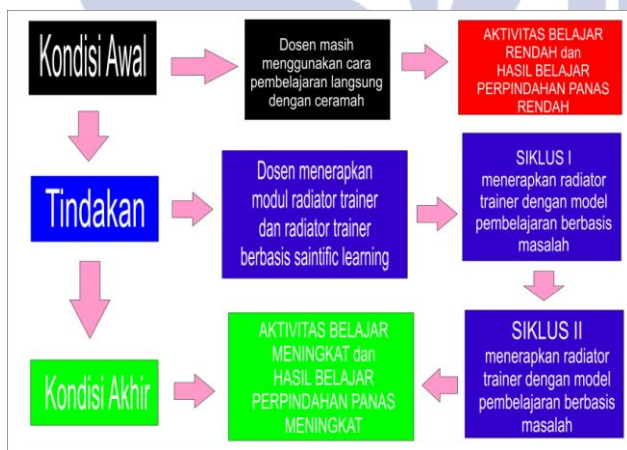 Kondisi Awal
Dosen masih
menggunakan cara
pembelajaran langsung
dengan ceramah
AKTIVITAS BELAJAR
RENDAH dan
HASIL BELAJAR
PERPINDAHAN PANAS
RENDAH
Tindakan
Dosen menerapkan
modul radiator trainer
dan radiator trainer
berbasis saintific learning
SIKLUS I
menerapkan radiator
trainer dengan model
pembelajaran berbasis
masalah
Kondisi Akhir
AKTIVITAS BELAJAR
MENINGKAT dan
HASIL BELAJAR
PERPINDAHAN PANAS
MENINGKAT
SIKLUS II
menerapkan radiator
trainer dengan model
pembelajaran berbasis
masalah